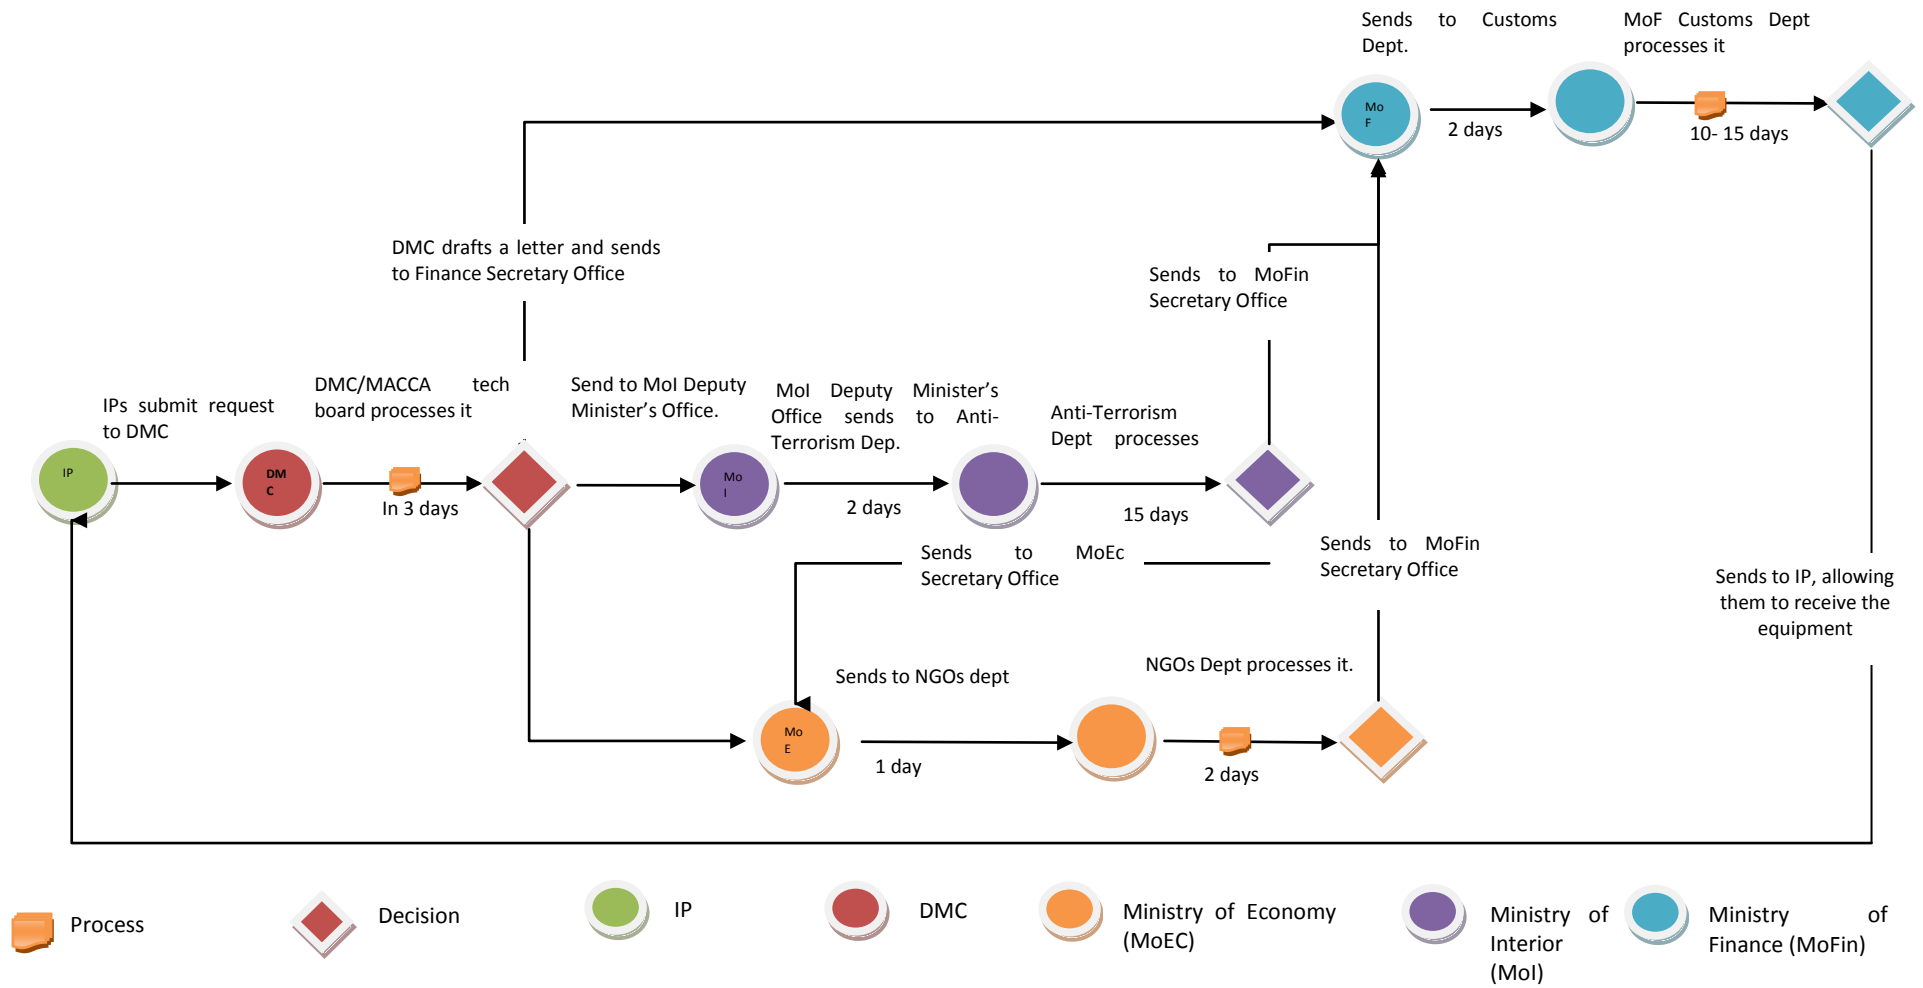 Sends to Customs
Dept.
MoF Customs Dept
processes it
Mo
F
2 days
10- 15 days
DMC drafts a letter and sends
to Finance Secretary Office
Sends to MoFin
Secretary Office
IPs submit request
to DMC
DMC/MACCA tech
board processes it
Send to MoI Deputy
Minister’s Office.
MoI Deputy Minister’s
Office sends to Anti-
Terrorism Dep.
Anti-Terrorism
Dept processes
IP
DM
C
In 3 days
Mo
I
2 days
15 days
Sends to MoEc
Secretary Office
Sends to MoFin
Secretary Office
Sends to IP, allowing
them to receive the
equipment
Sends to NGOs dept
NGOs Dept processes it.
Mo
E
1 day
2 days
Process
Decision
IP
DMC
Ministry of Economy
(MoEC)
Ministry of
Interior
(MoI)
Ministry of
Finance (MoFin)